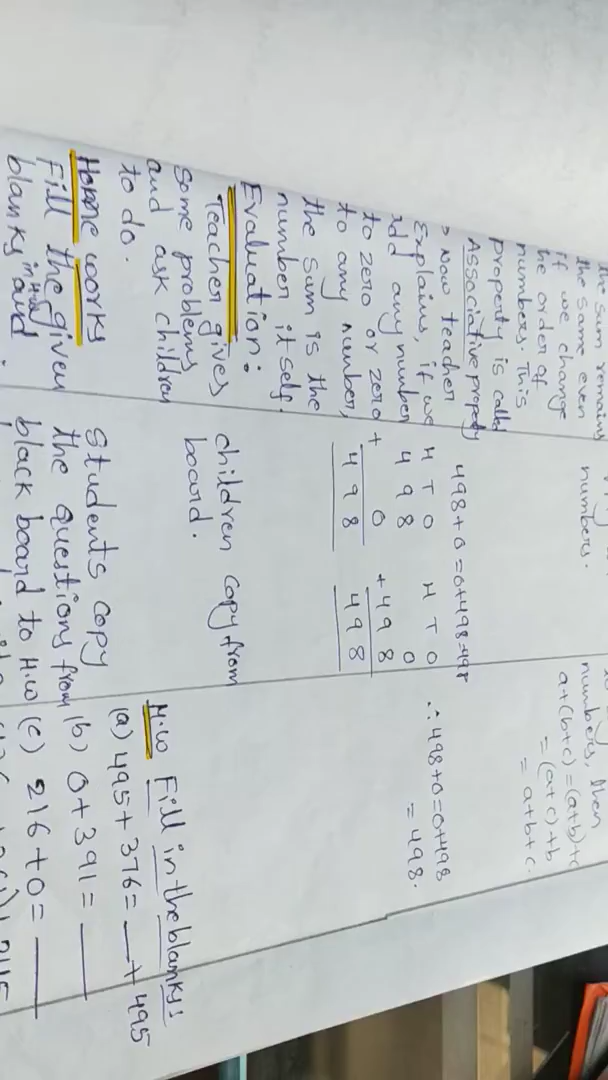 the sum remains
the same even
if we change
he order of
numbers. This
property is called
Associative property
> Now teacher
Explains, if we
add any number
to zero or zero
to any number,
the sum is the
number it self.
Evaluation:
Teacher gives
Some problems
and ask children
to do.
Home works
Fill the given
blanks in H.W and
numbers.
498+0=0+498=498
H T O
4 9 8
+ 0
4 9 8
H T O
0
+ 4 9 8
4 9 8
children copy from
board.
Students copy
the questions from
black board to H.W
numbers, then
a+(b+c)=(a+b)+c
=(a+c)+b
= a+b+c.
∴ 498+0=0+498
= 498.
H.W Fill in the blanks:
(a) 495+376= __+ 495
(b) 0+391 = ___
(c) 216+0= ___